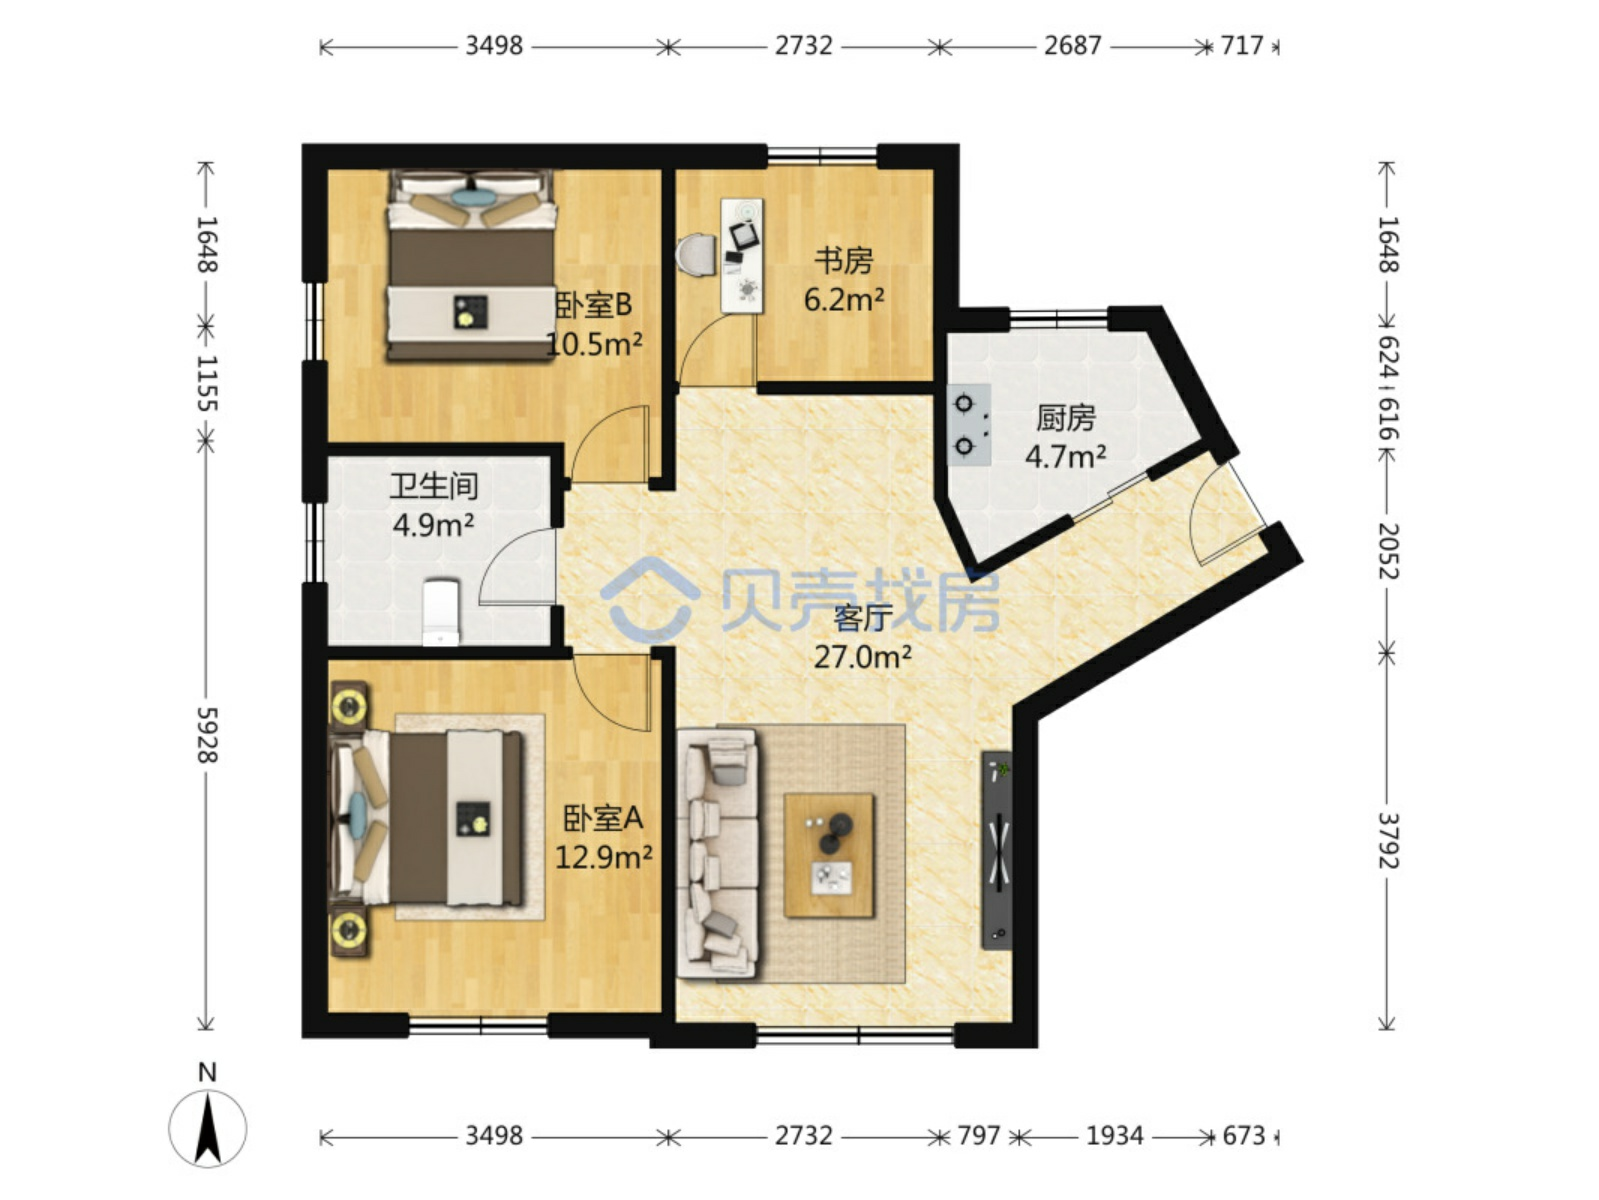 3498 2732 2687 717
1648
1155
5928
1648
624
616
2052
3792
书房
6.2m²
卧室B
10.5m²
厨房
4.7m²
卫生间
4.9m²
贝壳找房
客厅
27.0m²
卧室A
12.9m²
N
3498 2732 797 1934 673